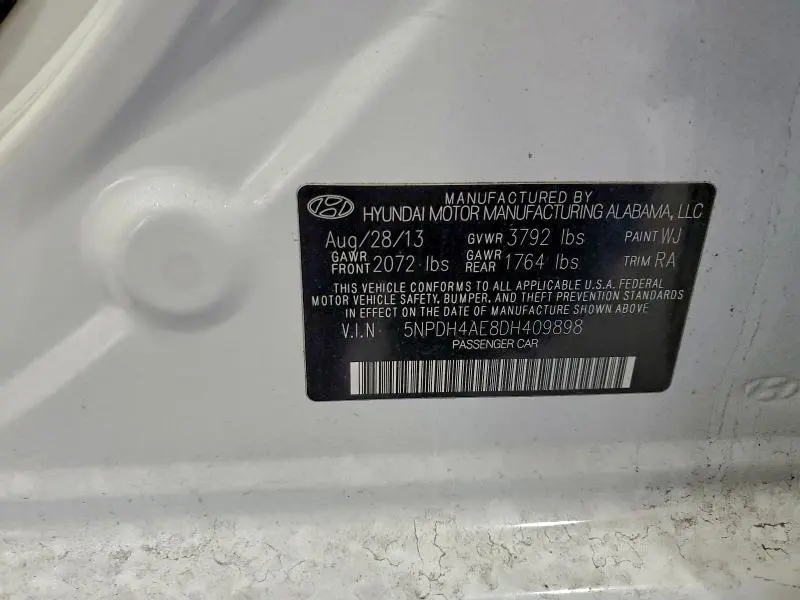 MANUFACTURED BY
HYUNDAI MOTOR MANUFACTURING ALABAMA, LLC
Aug/28/13 GVWR 3792 lbs PAINT WJ
GAWR FRONT 2072 lbs GAWR REAR 1764 lbs TRIM RA
THIS VEHICLE CONFORMS TO ALL APPLICABLE U.S.A. FEDERAL
MOTOR VEHICLE SAFETY, BUMPER, AND THEFT PREVENTION STANDARDS
IN EFFECT ON THE DATE OF MANUFACTURE SHOWN ABOVE
V.I.N 5NPDH4AE8DH409898
PASSENGER CAR